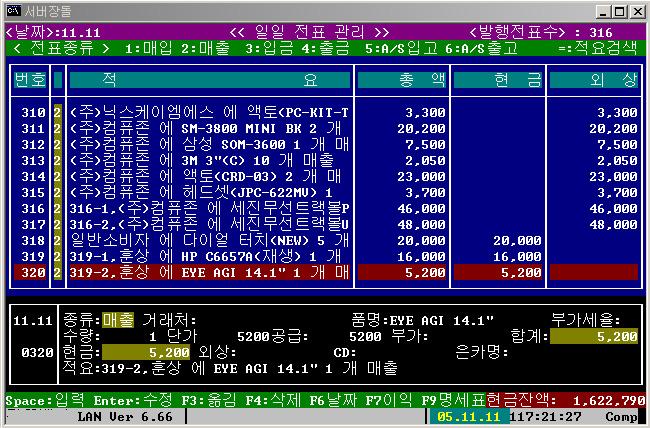 서버장돌
<날짜>:11.11 << 일일 전표 관리 >> <발행전표수> : 316
< 전표종류 > 1:매입 2:매출 3:입금 4:출금 5:A/S입고 6:A/S출고 =:적요검색
번호 적 요 총 액 현 금 외 상
310 2 (주)닉스케이엠에스 에 액토(PC-KIT-T 3,300 3,300
311 2 (주)컴퓨존 에 SM-3800 MINI BK 2 개 20,200 20,200
312 2 (주)컴퓨존 에 삼성 SOM-3600 1 개 매 7,500 7,500
313 2 (주)컴퓨존 에 3M 3"(C) 10 개 매출 2,050 2,050
314 2 (주)컴퓨존 에 액토(CRD-03) 2 개 매 23,000 23,000
315 2 (주)컴퓨존 에 헤드셋(JPC-622MV) 1 3,700 3,700
316 2 316-1,(주)컴퓨존 에 세진무선트랙볼P 46,000 46,000
317 2 316-2,(주)컴퓨존 에 세진무선트랙볼U 48,000 48,000
318 2 일반소비자 에 다이얼 터치(NEW) 5 개 20,000 20,000
319 2 319-1,훈상 에 HP C6657A(재생) 1 개 16,000 16,000
320 2 319-2,훈상 에 EYE AGI 14.1" 1 개 매 5,200 5,200
11.11 종류:매출 거래처: 품명:EYE AGI 14.1" 부가세율:
수량: 1 단가 5200공급: 5200 부가: 합계: 5,200
0320 현금: 5,200 외상: CD: 은카명:
적요:319-2,훈상 에 EYE AGI 14.1" 1 개 매출
Space:입력 Enter:수정 F3:옮김 F4:삭제 F6날짜 F7이익 F9명세표현금잔액: 1,622,790
LAN Ver 6.66 05.11.11 117:21:27 Comp